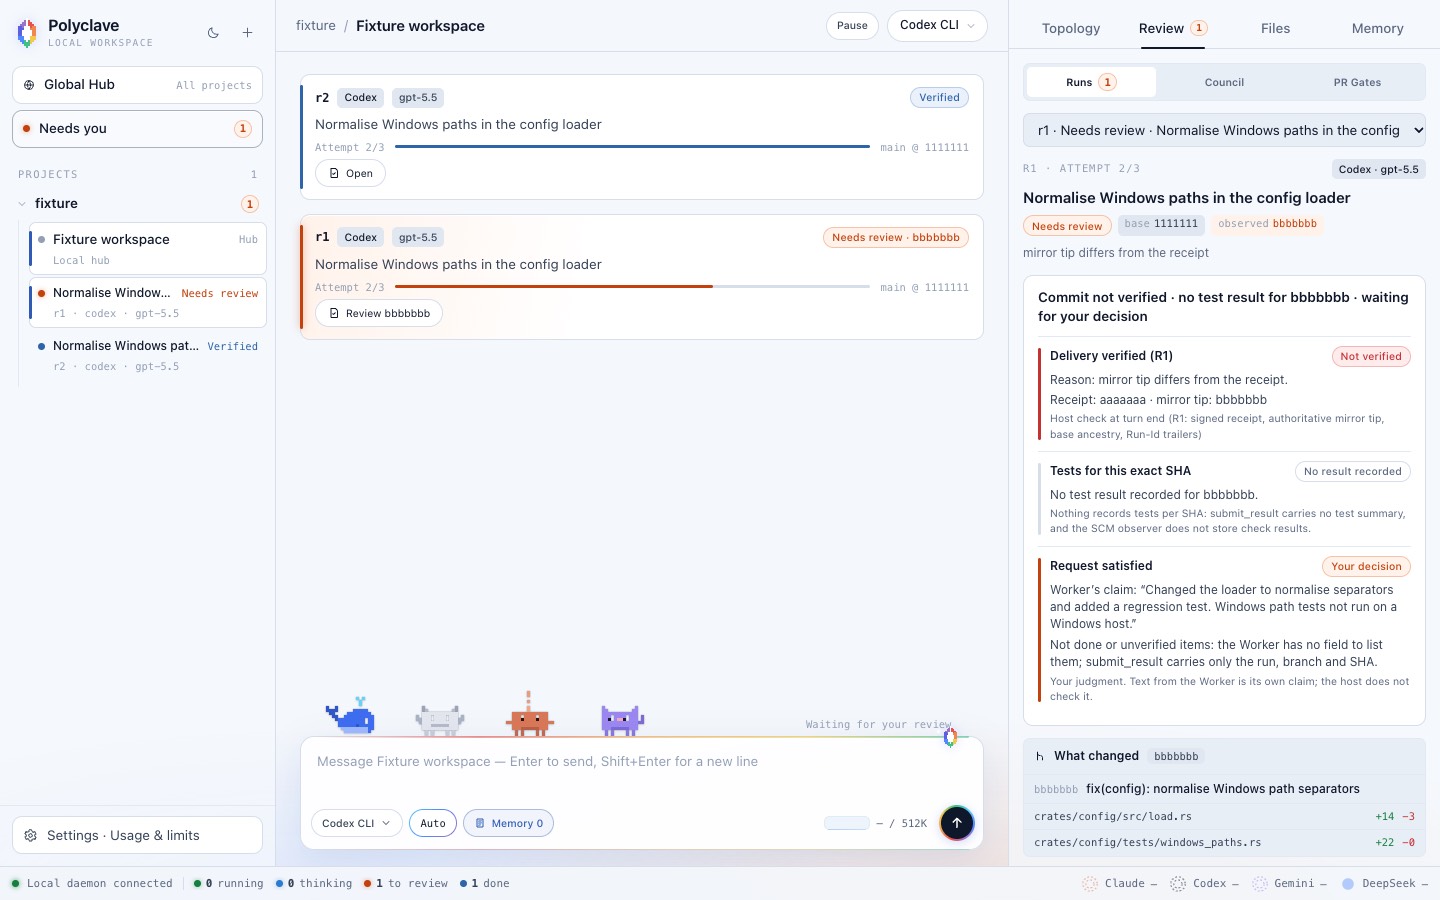 Polyclave
LOCAL WORKSPACE
Global Hub
All projects
Needs you
1
PROJECTS
1
fixture
1
Fixture workspace
Hub
Local hub
Normalise Window…
Needs review
r1 · codex · gpt-5.5
Normalise Windows pat…
Verified
r2 · codex · gpt-5.5
Settings · Usage & limits
fixture / Fixture workspace
Pause
Codex CLI
r2 Codex gpt-5.5
Verified
Normalise Windows paths in the config loader
Attempt 2/3
main @ 1111111
Open
r1 Codex gpt-5.5
Needs review · bbbbbbb
Normalise Windows paths in the config loader
Attempt 2/3
main @ 1111111
Review bbbbbbb
Waiting for your review
Message Fixture workspace — Enter to send, Shift+Enter for a new line
Codex CLI
Auto
Memory 0
— / 512K
Topology
Review 1
Files
Memory
Runs 1
Council
PR Gates
r1 · Needs review · Normalise Windows paths in the config
R1 · ATTEMPT 2/3
Codex · gpt-5.5
Normalise Windows paths in the config loader
Needs review
base 1111111
observed bbbbbbb
mirror tip differs from the receipt
Commit not verified · no test result for bbbbbbb · waiting
for your decision
Delivery verified (R1)
Not verified
Reason: mirror tip differs from the receipt.
Receipt: aaaaaaa · mirror tip: bbbbbbb
Host check at turn end (R1: signed receipt, authoritative mirror tip,
base ancestry, Run-Id trailers)
Tests for this exact SHA
No result recorded
No test result recorded for bbbbbbb.
Nothing records tests per SHA: submit_result carries no test summary,
and the SCM observer does not store check results.
Request satisfied
Your decision
Worker’s claim: “Changed the loader to normalise separators
and added a regression test. Windows path tests not run on a
Windows host.”
Not done or unverified items: the Worker has no field to list
them; submit_result carries only the run, branch and SHA.
Your judgment. Text from the Worker is its own claim; the host does not
check it.
What changed bbbbbbb
bbbbbbb fix(config): normalise Windows path separators
crates/config/src/load.rs
+14 −3
crates/config/tests/windows_paths.rs
+22 −0
Local daemon connected
0 running
0 thinking
1 to review
1 done
Claude —
Codex —
Gemini —
DeepSeek —